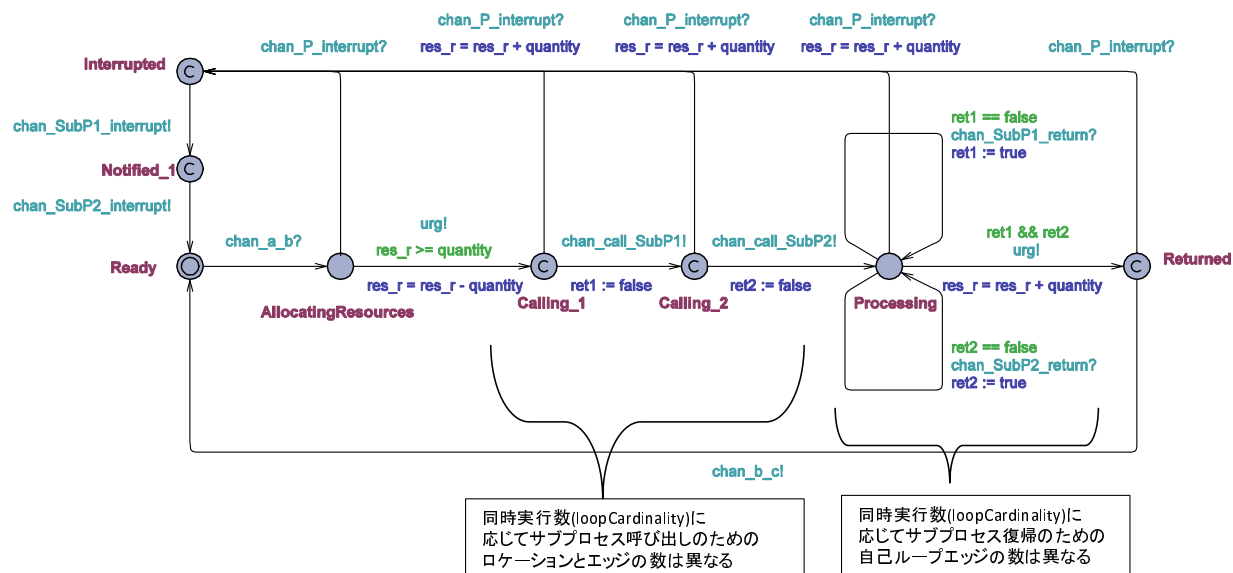 chan_P_interrupt?
res_r = res_r + quantity
chan_P_interrupt?
res_r = res_r + quantity
chan_P_interrupt?
res_r = res_r + quantity
chan_P_interrupt?
chan_P_interrupt?
Interrupted
C
chan_SubP1_interrupt!
Notified_1
C
chan_SubP2_interrupt!
ret1 == false
chan_SubP1_return?
ret1 := true
Ready
chan_a_b?
AllocatingResources
urg!
res_r >= quantity
res_r = res_r - quantity
C
Calling_1
chan_call_SubP1!
ret1 := false
C
Calling_2
chan_call_SubP2!
ret2 := false
Processing
ret1 && ret2
urg!
res_r = res_r + quantity
C
Returned
ret2 == false
chan_SubP2_return?
ret2 := true
chan_b_c!
同時実行数(loopCardinality)に
応じてサブプロセス呼び出しのための
ロケーションとエッジの数は異なる
同時実行数(loopCardinality)に
応じてサブプロセス復帰のための
自己ループエッジの数は異なる